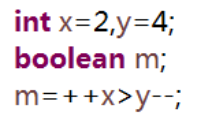 int x=2,y=4;
boolean m;
m=++x>y--;